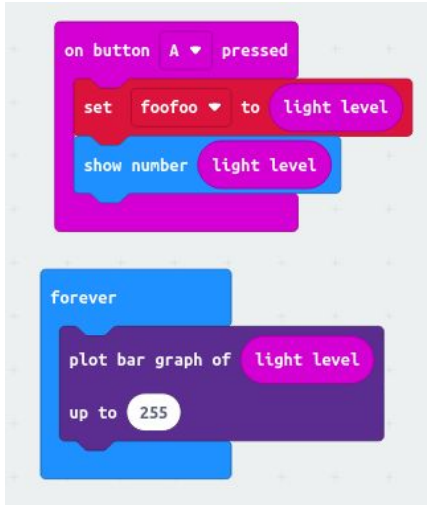 on button A pressed
set foofoo to light level
show number light level
forever
plot bar graph of light level
up to 255